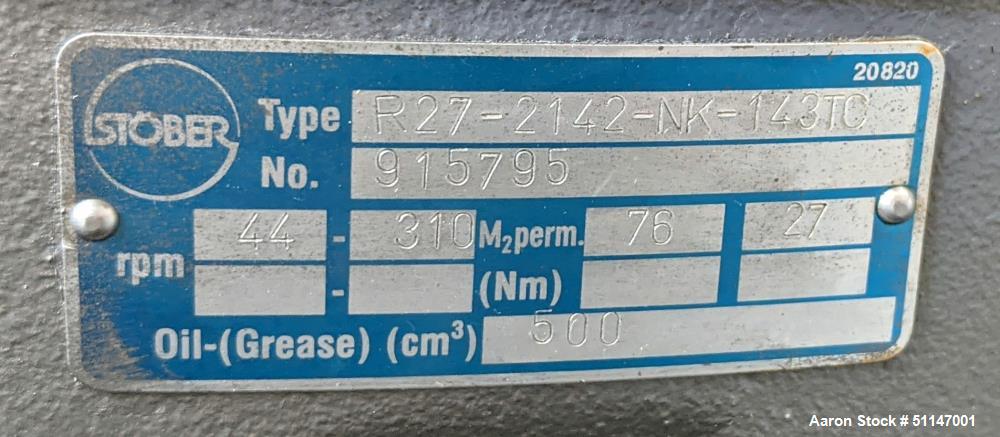 20820
STÖBER
Type R27-2142-NK-143TC
No. 915795
rpm 44 - 310 M₂perm. 76 27
- (Nm)
Oil-(Grease) (cm³) 500
Aaron Stock # 51147001